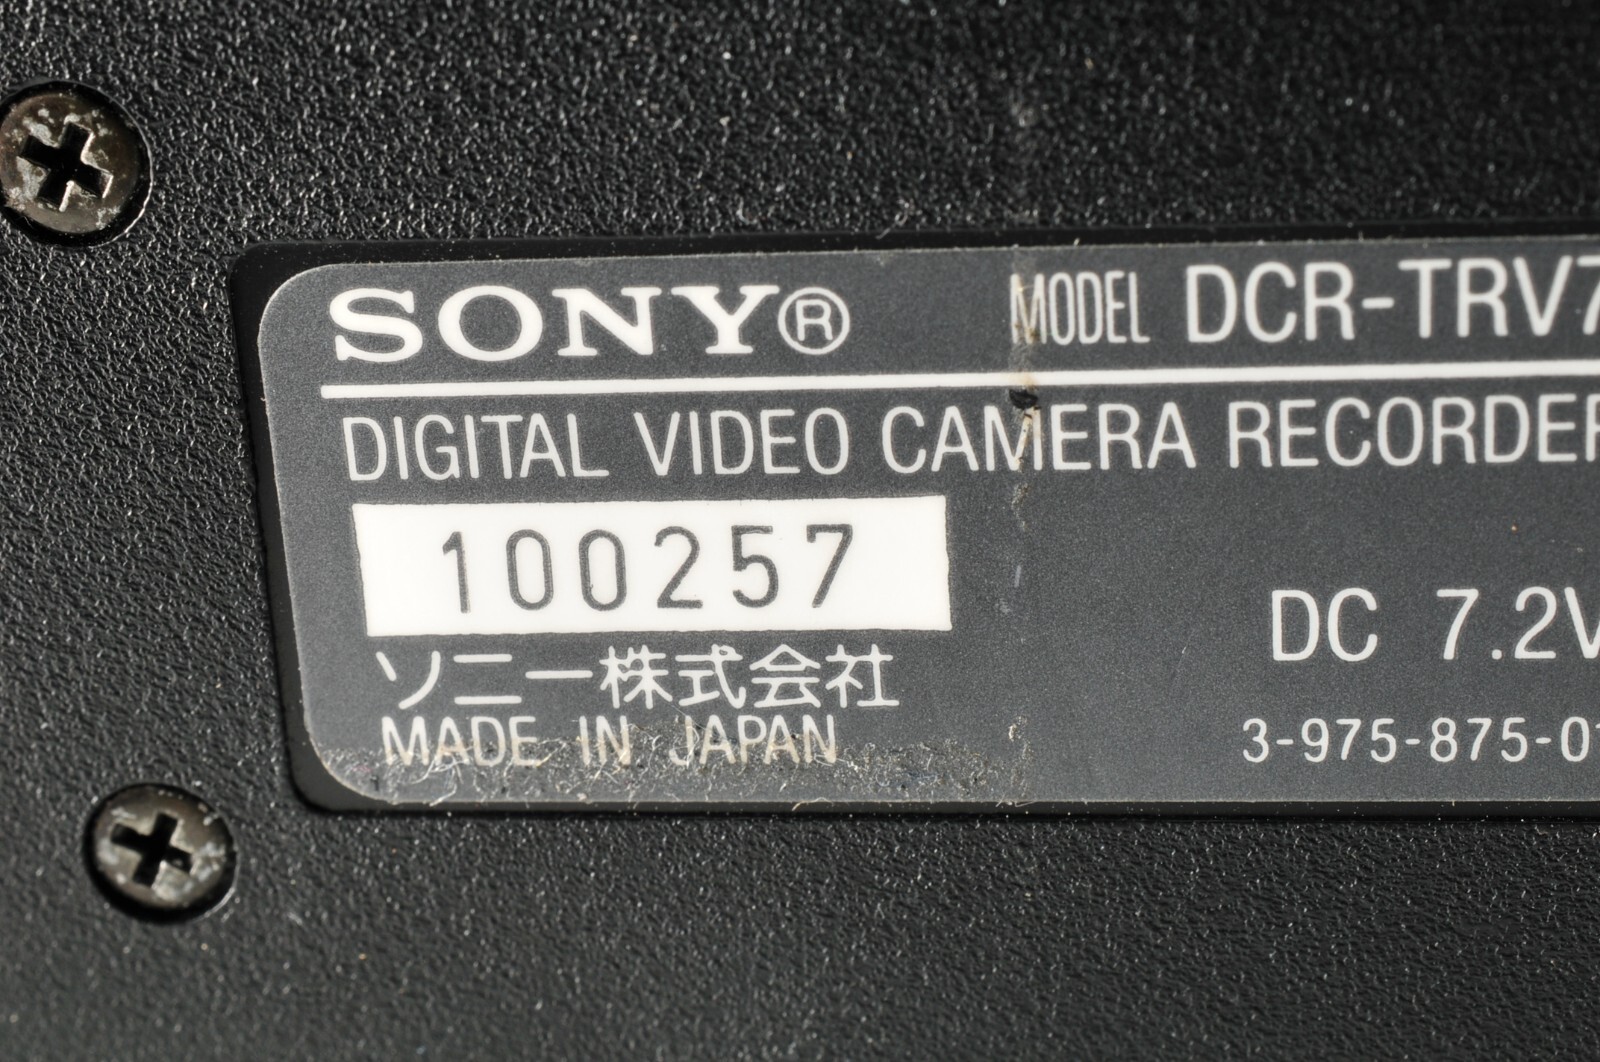 SONY® MODEL DCR-TRV7
DIGITAL VIDEO CAMERA RECORDER
100257
DC 7.2V
ソニー株式会社
MADE IN JAPAN
3-975-875-01